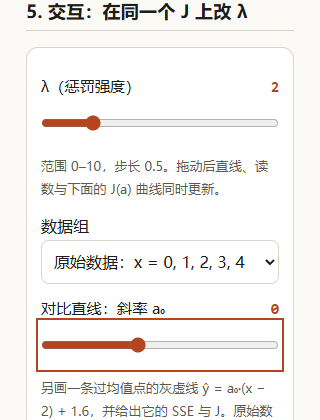 5. 交互：在同一个 J 上改 λ
λ（惩罚强度） 2
范围 0–10，步长 0.5。拖动后直线、读
数与下面的 J(a) 曲线同时更新。
数据组
原始数据：x = 0, 1, 2, 3, 4
对比直线：斜率 a₀ 0
另画一条过均值点的灰虚线 ŷ = a₀·(x −
2) + 1.6，并给出它的 SSE 与 J。原始数